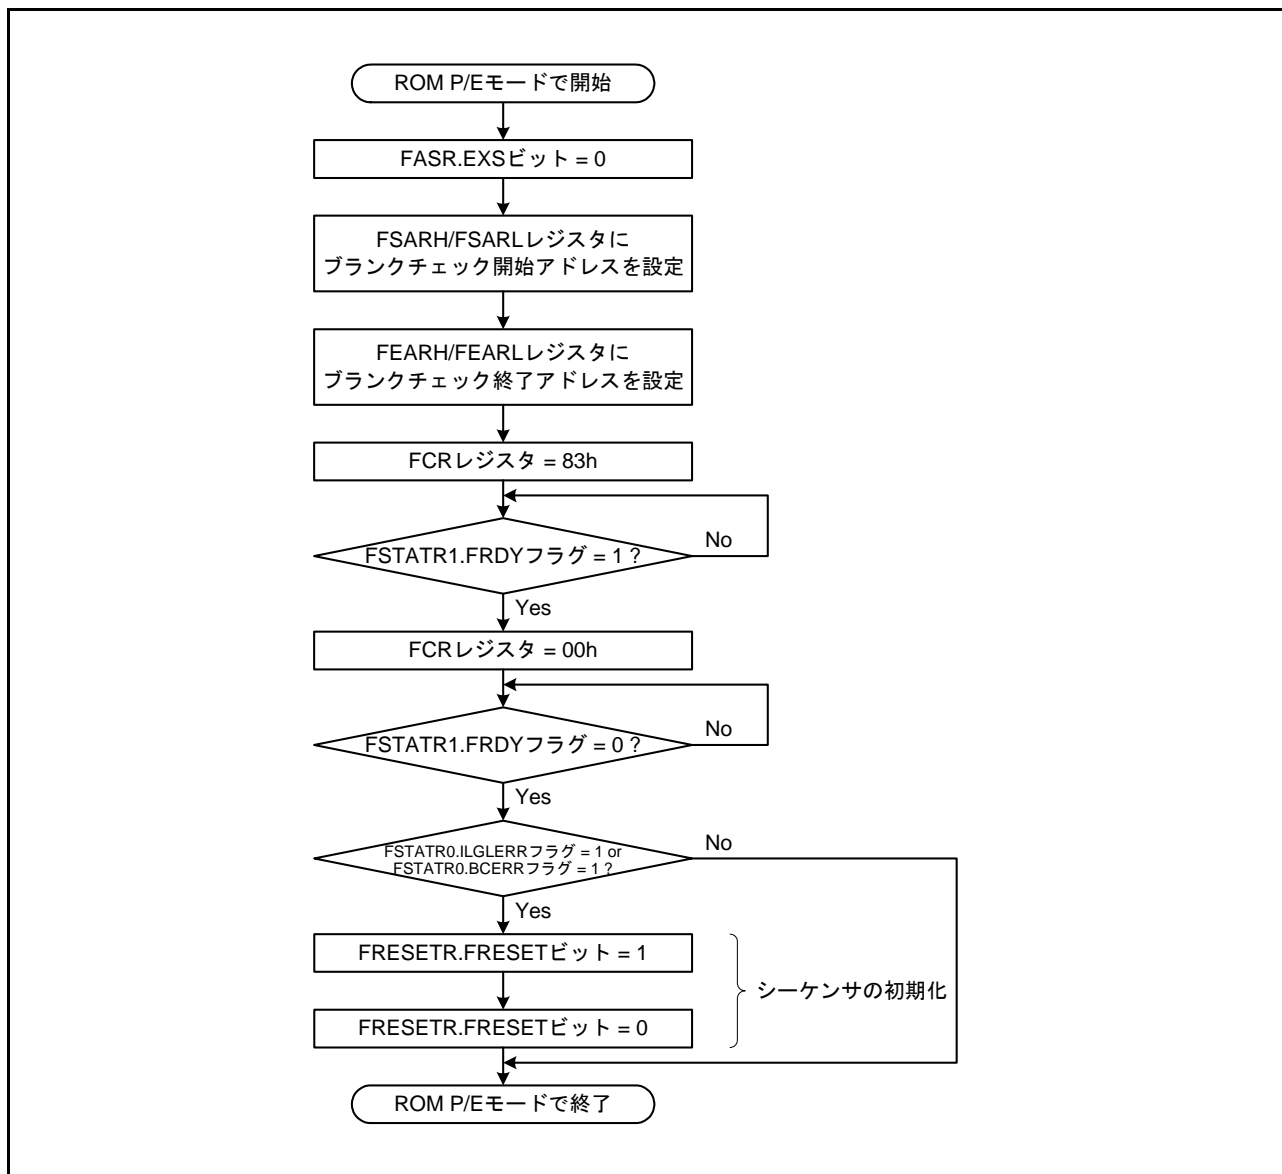 ROM P/Eモードで開始
FASR.EXSビット = 0
FSARH/FSARLレジスタに
ブランクチェック開始アドレスを設定
FEARH/FEARLレジスタに
ブランクチェック終了アドレスを設定
FCRレジスタ = 83h
FSTATR1.FRDYフラグ = 1 ?
No
Yes
FCRレジスタ = 00h
FSTATR1.FRDYフラグ = 0 ?
No
Yes
FSTATR0.ILGLERRフラグ = 1 or
FSTATR0.BCERRフラグ = 1 ?
No
Yes
FRESETR.FRESETビット = 1
シーケンサの初期化
FRESETR.FRESETビット = 0
ROM P/Eモードで終了